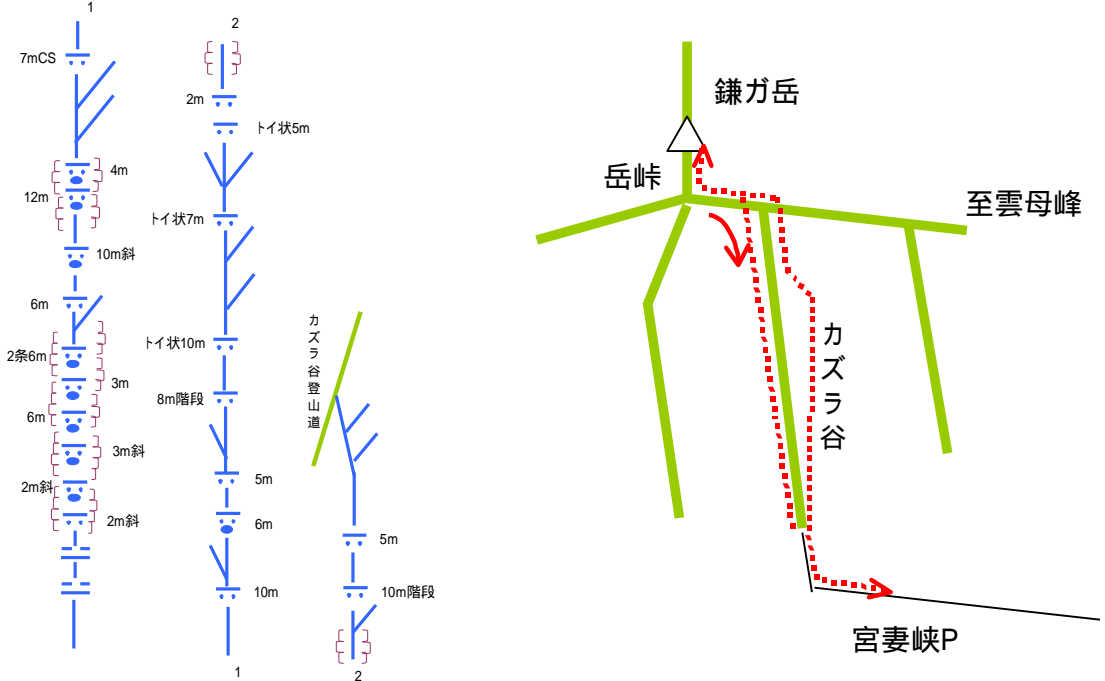 1
7mCS
4m
12m
10m斜
6m
2条6m
3m
6m
3m斜
2m斜
2m斜
2
2m
トイ状5m
トイ状7m
トイ状10m
8m階段
5m
6m
10m
1
カズラ谷登山道
5m
10m階段
2
鎌ガ岳
岳峠
至雲母峰
カズラ谷
宮妻峡P